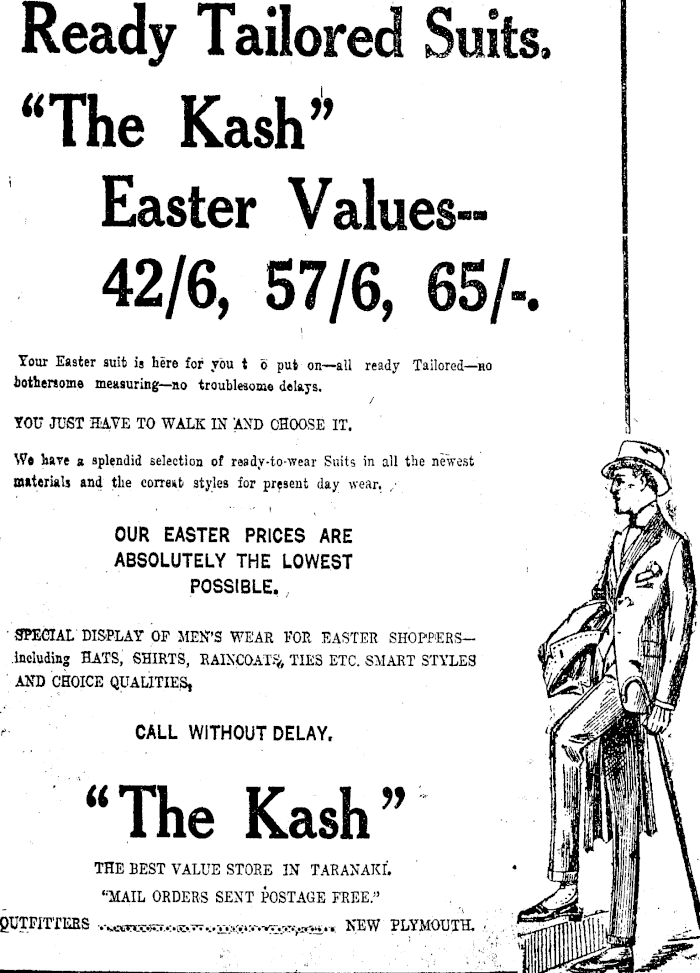 Ready Tailored Suits.
"The Kash"
Easter Values--
42/6, 57/6, 65/-.
Your Easter suit is here for you t o put on—all ready Tailored—no
bothersome measuring—no troublesome delays.
YOU JUST HAVE TO WALK IN AND CHOOSE IT.
We have a splendid selection of ready-to-wear Suits in all the newest
materials and the correat styles for present day wear.
OUR EASTER PRICES ARE
ABSOLUTELY THE LOWEST
POSSIBLE.
SPECIAL DISPLAY OF MEN'S WEAR FOR EASTER SHOPPERS—
including HATS, SHIRTS, RAINCOATS, TIES ETC. SMART STYLES
AND CHOICE QUALITIES,
CALL WITHOUT DELAY.
"The Kash"
THE BEST VALUE STORE IN TARANAKI.
"MAIL ORDERS SENT POSTAGE FREE."
OUTFITTERS NEW PLYMOUTH.